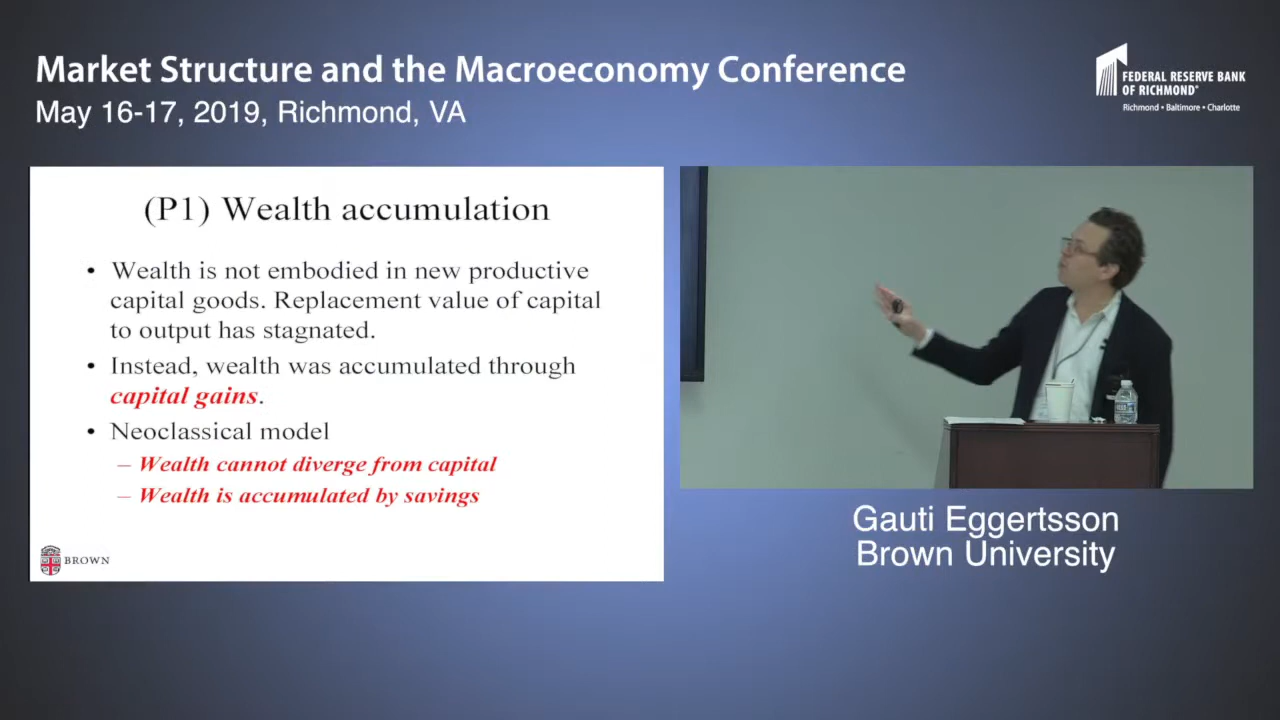 Market Structure and the Macroeconomy Conference
May 16-17, 2019, Richmond, VA
FEDERAL RESERVE BANK
OF RICHMOND®
Richmond • Baltimore • Charlotte
(P1) Wealth accumulation
• Wealth is not embodied in new productive
capital goods. Replacement value of capital
to output has stagnated.
• Instead, wealth was accumulated through
capital gains.
• Neoclassical model
– Wealth cannot diverge from capital
– Wealth is accumulated by savings
BROWN
Gauti Eggertsson
Brown University